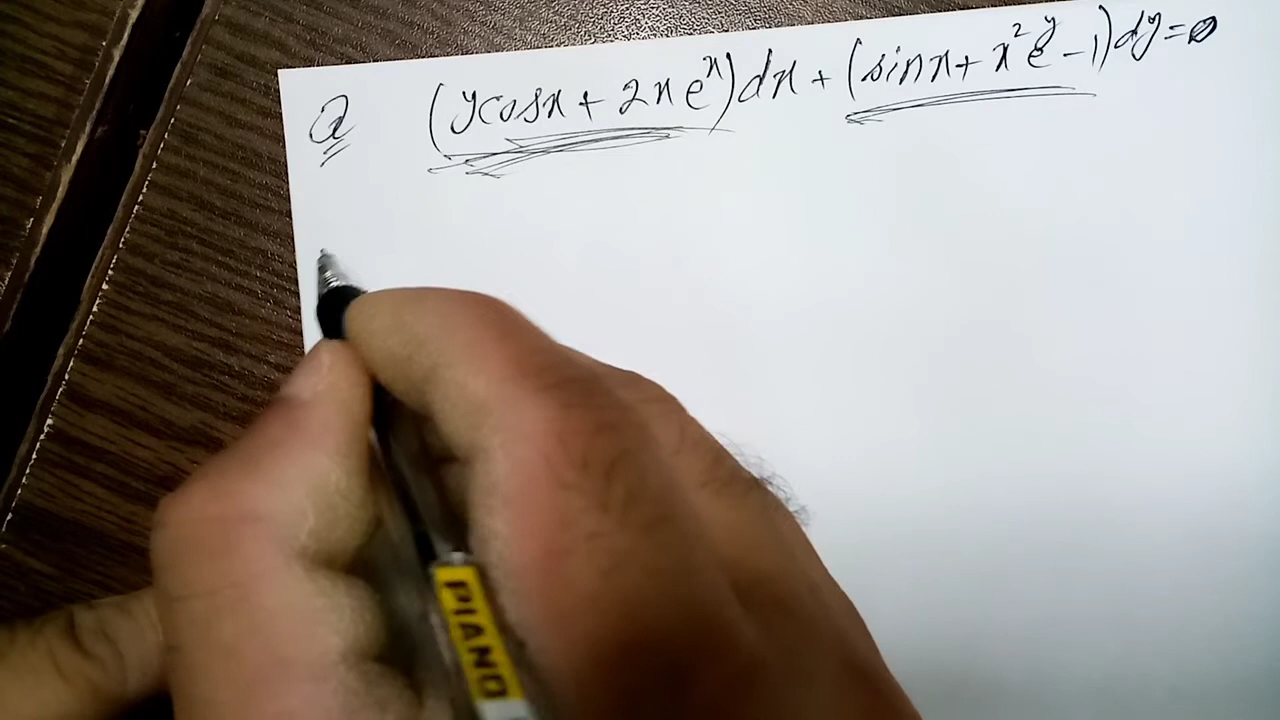 Q (ycosx + 2xe^x)dx + (sinx + x^2e^y - 1)dy = 0
PIANO